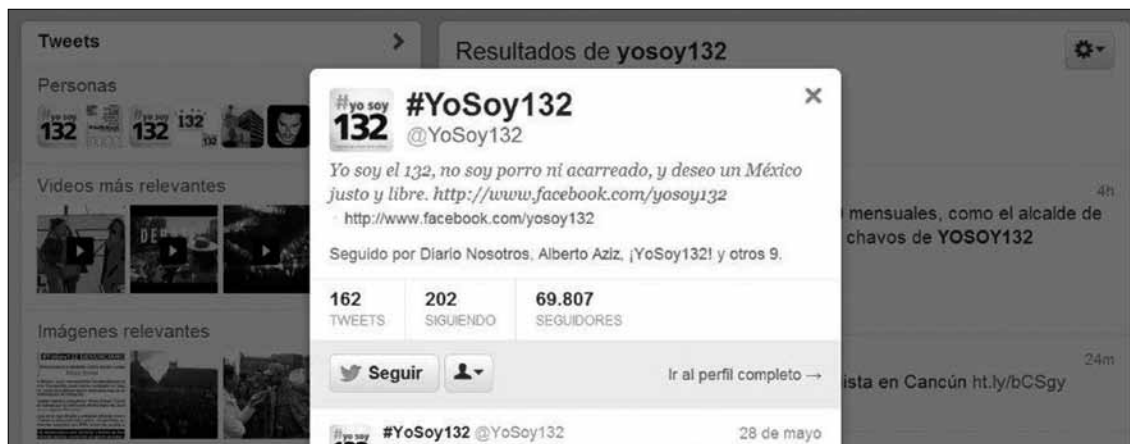 Tweets
Resultados de yosoy132
Personas
#yo soy
132
#YoSoy132
@YoSoy132
Yo soy el 132, no soy porro ni acarreado, y deseo un México
justo y libre. http://www.facebook.com/yosoy132
http://www.facebook.com/yosoy132
Seguido por Diario Nosotros, Alberto Aziz, ¡YoSoy132! y otros 9.
162
TWEETS
202
SIGUIENDO
69.807
SEGUIDORES
Seguir
Ir al perfil completo →
#YoSoy132 @YoSoy132
28 de mayo
Videos más relevantes
DEBATE
Imágenes relevantes
4h
mensuales, como el alcalde de
chavos de YOSOY132
24m
ista en Cancún ht.ly/bCSgy